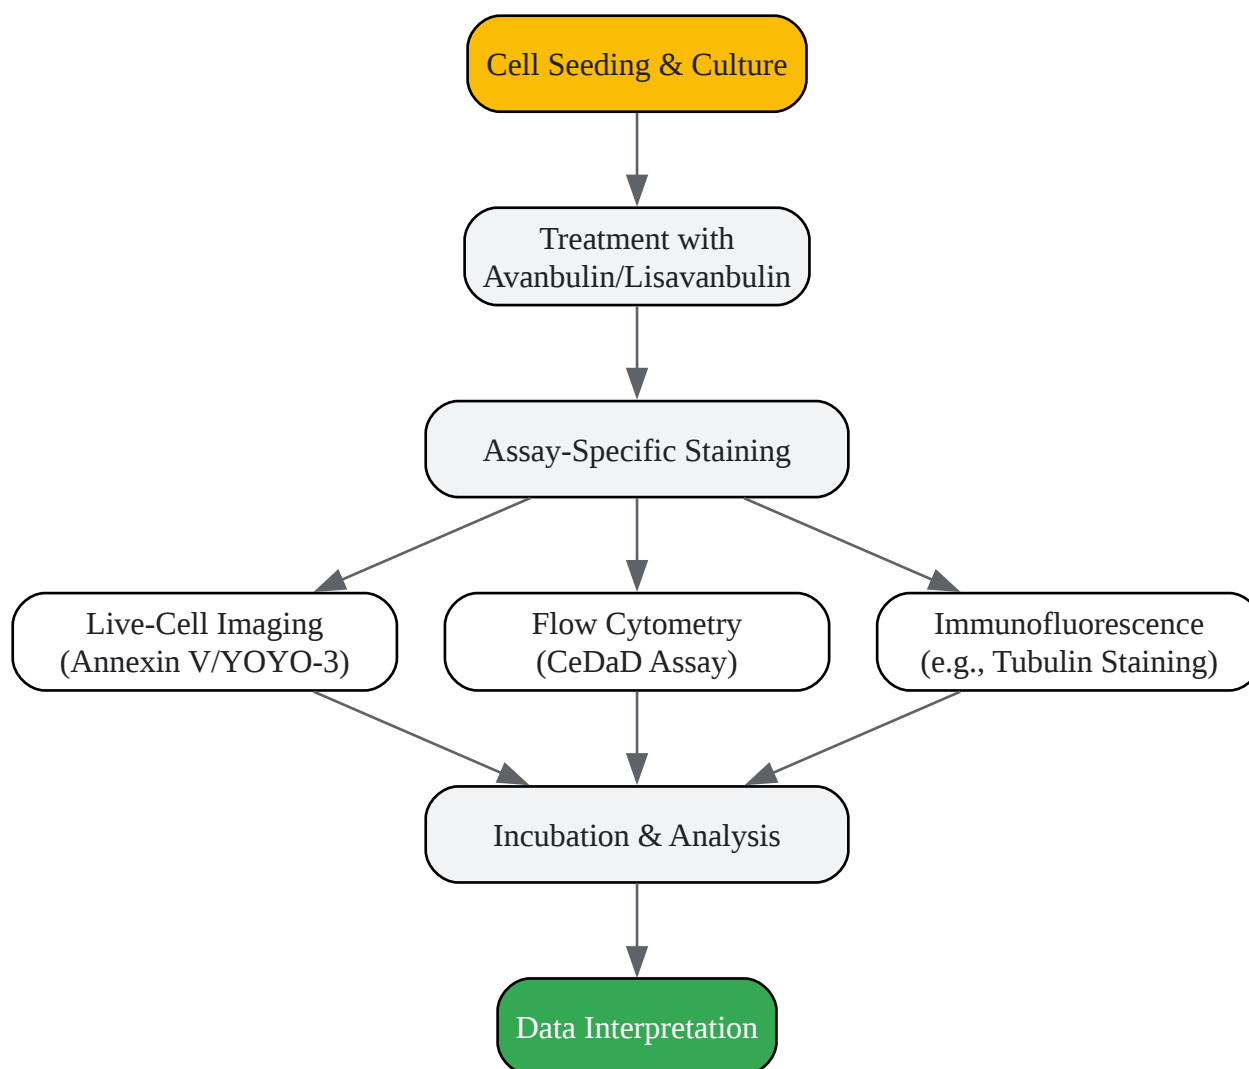 Cell Seeding & Culture
Treatment with
Avanbulin/Lisavanbulin
Assay-Specific Staining
Live-Cell Imaging
(Annexin V/YOYO-3)
Flow Cytometry
(CeDaD Assay)
Immunofluorescence
(e.g., Tubulin Staining)
Incubation & Analysis
Data Interpretation